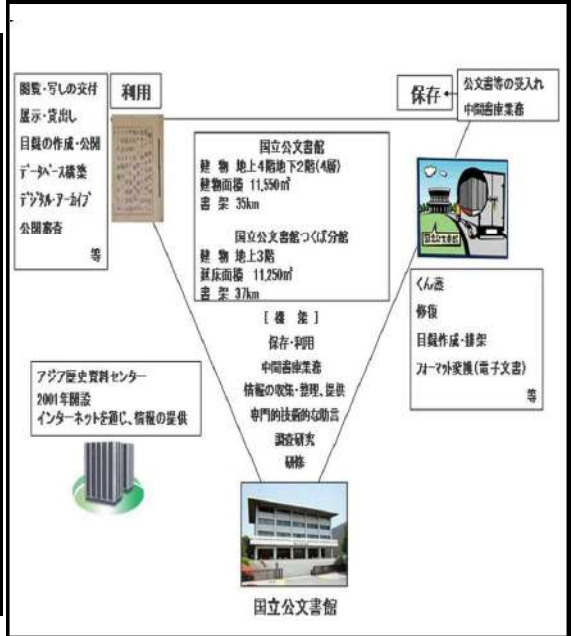 閲覧・写しの交付
展示・貸出し
目録の作成・公開
データベース構築
デジタル・アーカイブ
公開審査
等
利用
保存
公文書等の受入れ
中間書庫業務
国立公文書館
建 物 地上4階地下2階(4層)
建物面積 11,550㎡
書 架 35km
国立公文書館つくば分館
建 物 地上3階
延床面積 11,250㎡
書 架 37km
国立公文書館
くん蒸
修復
目録作成・排架
フォーマット変換(電子文書)
等
[ 機 能 ]
保存・利用
中間書庫業務
情報の収集・整理、提供
専門的技術的な助言
調査研究
研修
アジア歴史資料センター
2001年開設
インターネットを通じ、情報の提供
国立公文書館